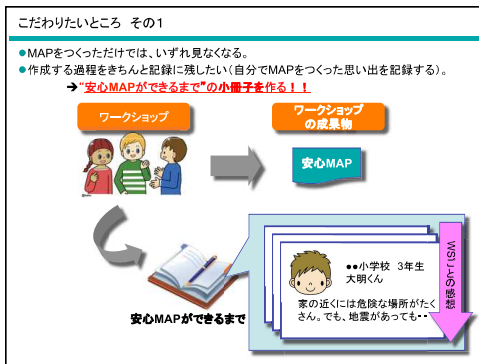 こだわりたいところ その１
●MAPをつくっただけでは、いずれ見なくなる。
●作成する過程をきちんと記録に残したい（自分でMAPをつくった思い出を記録する）。
➔“安心MAPができるまで”の小冊子を作る！！
ワークショップ
ワークショップ
の成果物
安心MAP
●●小学校 3年生
大明くん
家の近くには危険な場所がたく
さん。でも、地震があっても・・
WSごとの感想
安心MAPができるまで